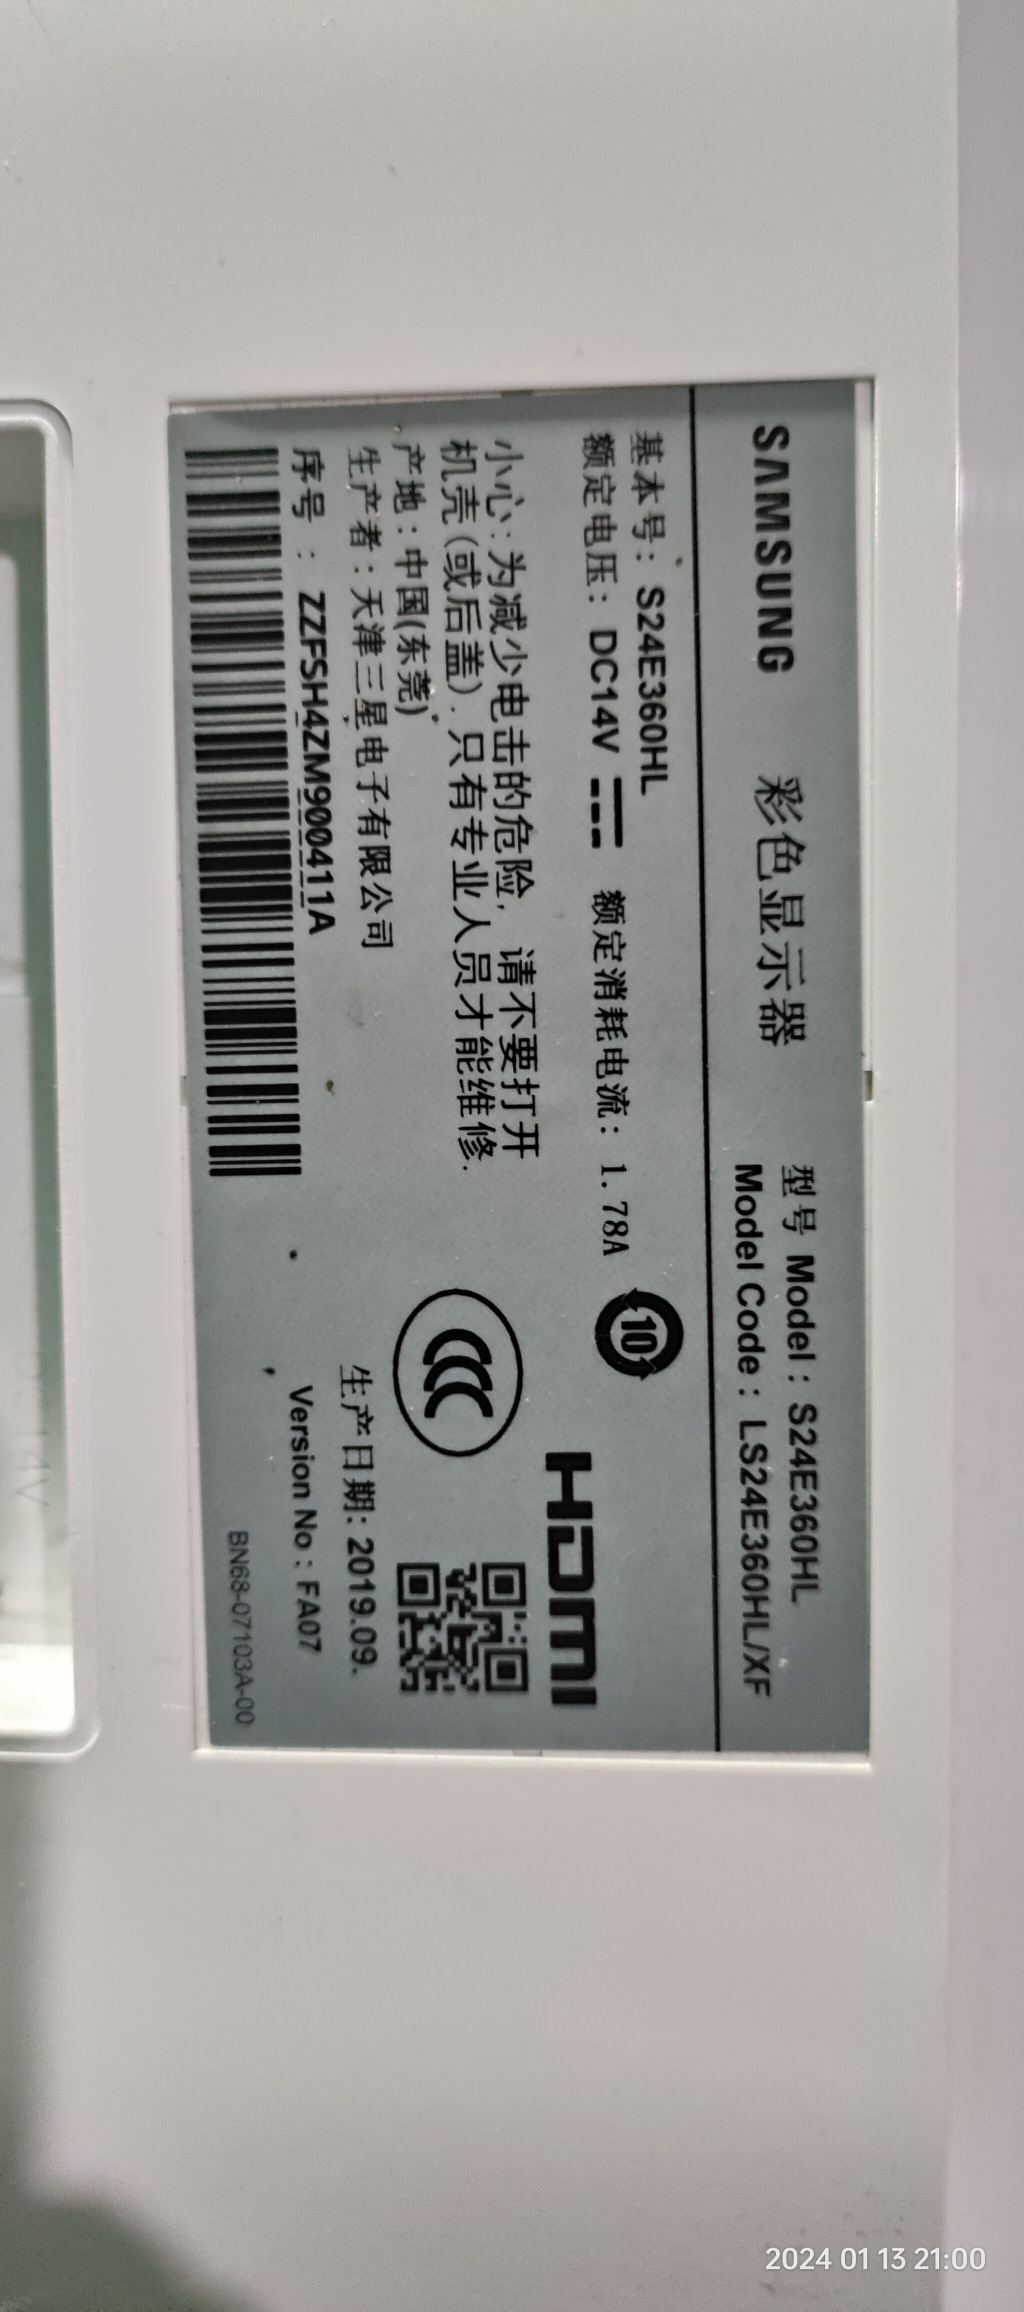 SAMSUNG 彩色显示器 型号 Model : S24E360HL
Model Code : LS24E360HL/XF
基本号: S24E360HL
额定电压: DC14V 额定消耗电流: 1.78A
10
HDMI
小心: 为减少电击的危险, 请不要打开
机壳(或后盖). 只有专业人员才能维修.
产地: 中国(东莞)
生产者: 天津三星电子有限公司
生产日期: 2019.09.
序号 : ZZFSH4ZM900411A
Version No : FA07
BN68-07103A-00
DC14V
2024 01 13 21:00